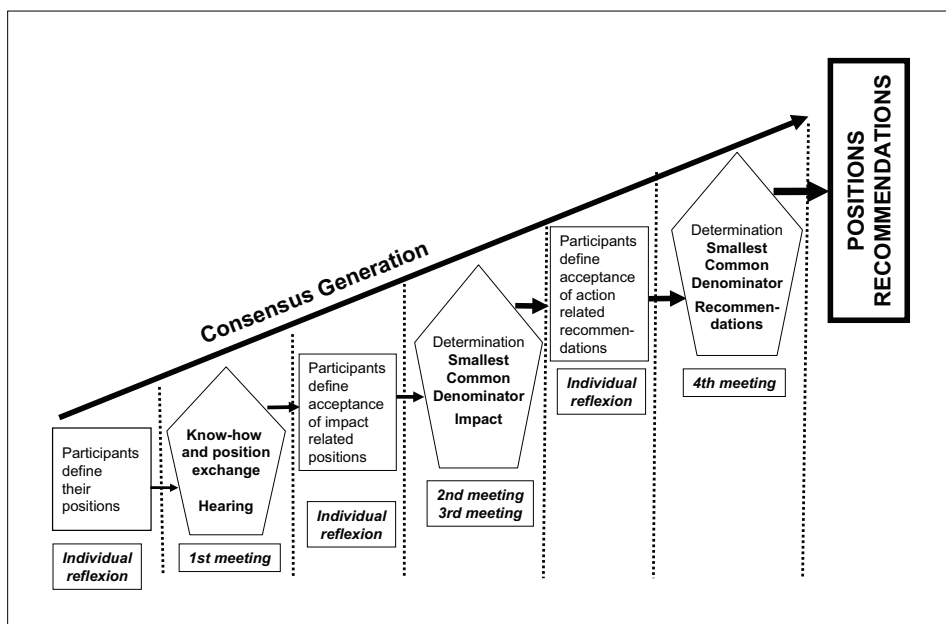 Consensus Generation
Participants
define
their
positions
Individual
reflexion
Know-how
and position
exchange
Hearing
1st meeting
Participants
define
acceptance
of impact
related
positions
Individual
reflexion
Determination
Smallest
Common
Denominator
Impact
2nd meeting
3rd meeting
Participants
define
acceptance
of action
related
recommen-
dations
Individual
reflexion
Determination
Smallest
Common
Denominator
Recommen-
dations
4th meeting
POSITIONS
RECOMMENDATIONS